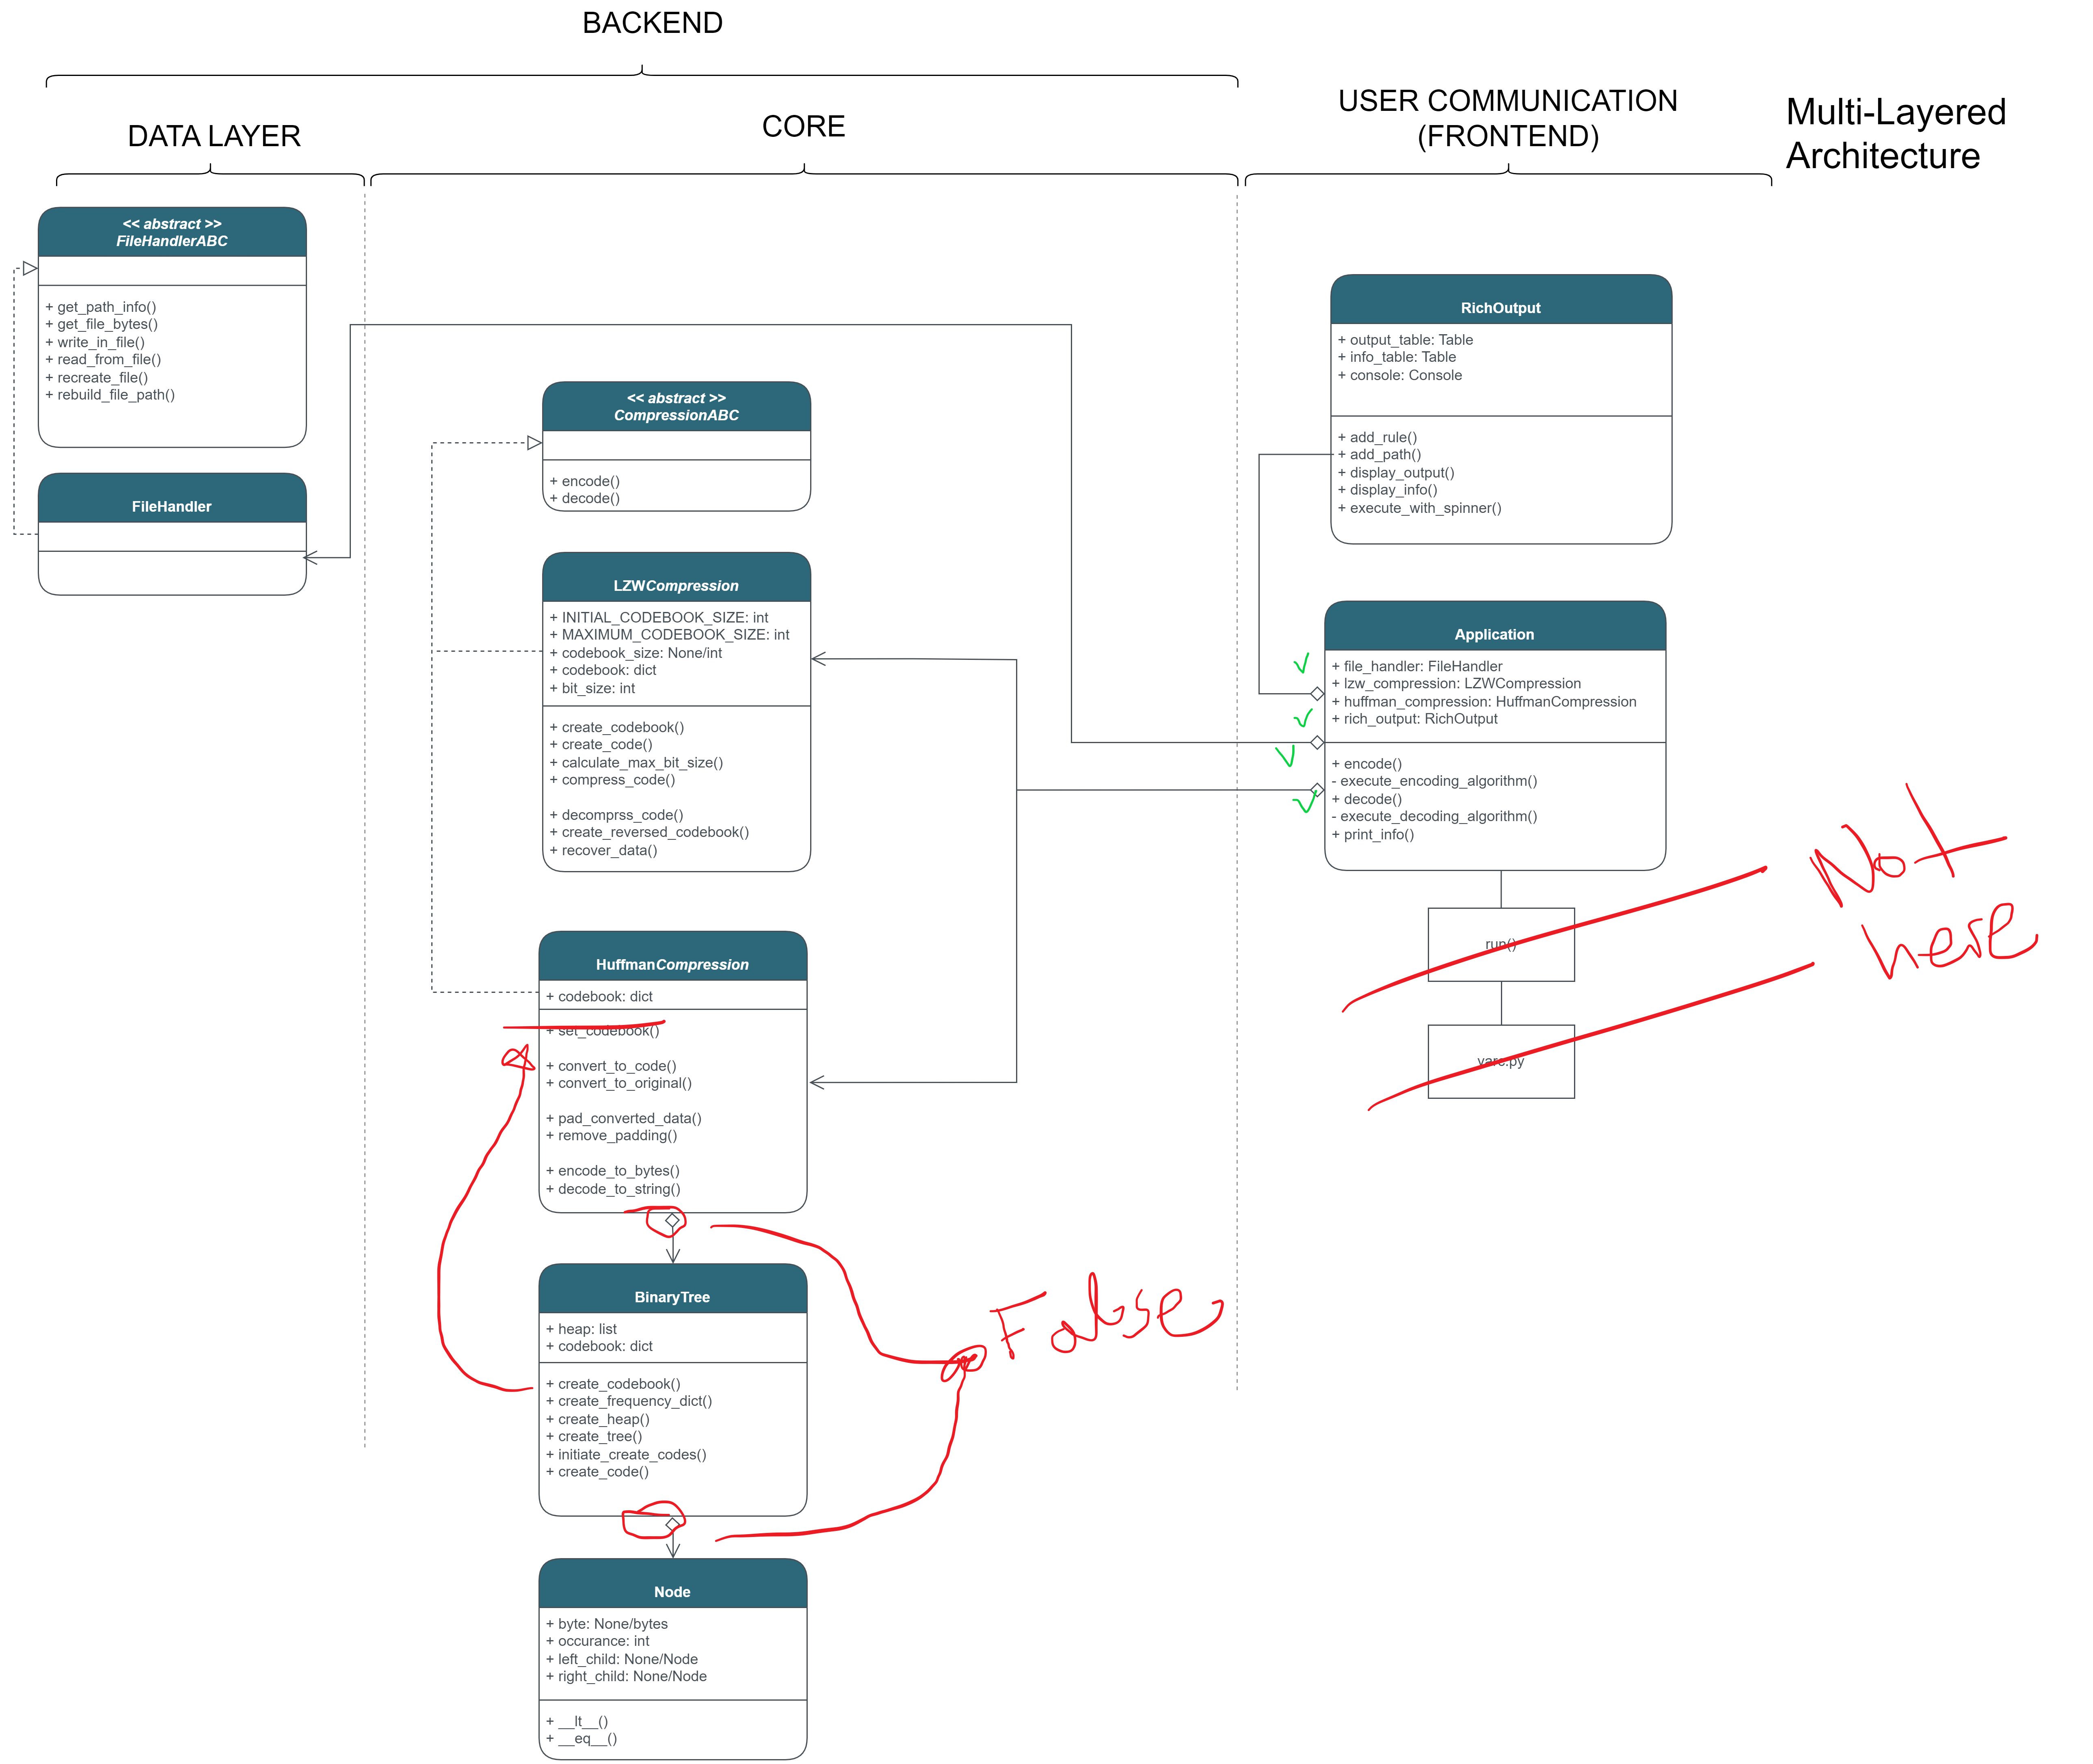 BACKEND
DATA LAYER
CORE
USER COMMUNICATION
(FRONTEND)
Multi-Layered
Architecture
<< abstract >>
FileHandlerABC
+ get_path_info()
+ get_file_bytes()
+ write_in_file()
+ read_from_file()
+ recreate_file()
+ rebuild_file_path()
FileHandler
<< abstract >>
CompressionABC
+ encode()
+ decode()
LZWCompression
+ INITIAL_CODEBOOK_SIZE: int
+ MAXIMUM_CODEBOOK_SIZE: int
+ codebook_size: None/int
+ codebook: dict
+ bit_size: int
+ create_codebook()
+ create_code()
+ calculate_max_bit_size()
+ compress_code()
+ decomprss_code()
+ create_reversed_codebook()
+ recover_data()
HuffmanCompression
+ codebook: dict
+ set_codebook()
+ convert_to_code()
+ convert_to_original()
+ pad_converted_data()
+ remove_padding()
+ encode_to_bytes()
+ decode_to_string()
BinaryTree
+ heap: list
+ codebook: dict
+ create_codebook()
+ create_frequency_dict()
+ create_heap()
+ create_tree()
+ initiate_create_codes()
+ create_code()
False
Node
+ byte: None/bytes
+ occurance: int
+ left_child: None/Node
+ right_child: None/Node
+ __lt__()
+ __eq__()
RichOutput
+ output_table: Table
+ info_table: Table
+ console: Console
+ add_rule()
+ add_path()
+ display_output()
+ display_info()
+ execute_with_spinner()
Application
+ file_handler: FileHandler
+ lzw_compression: LZWCompression
+ huffman_compression: HuffmanCompression
+ rich_output: RichOutput
+ encode()
- execute_encoding_algorithm()
+ decode()
- execute_decoding_algorithm()
+ print_info()
run()
Not
here